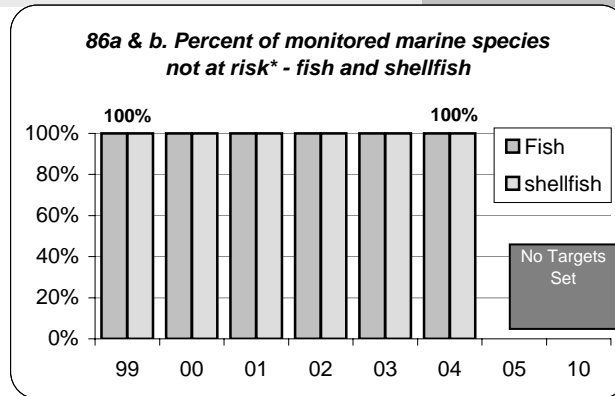 86a & b. Percent of monitored marine species
not at risk* - fish and shellfish
100% 100%
100%
80%
60%
40%
20%
0%
Fish
shellfish
No Targets
Set
99 00 01 02 03 04 05 10